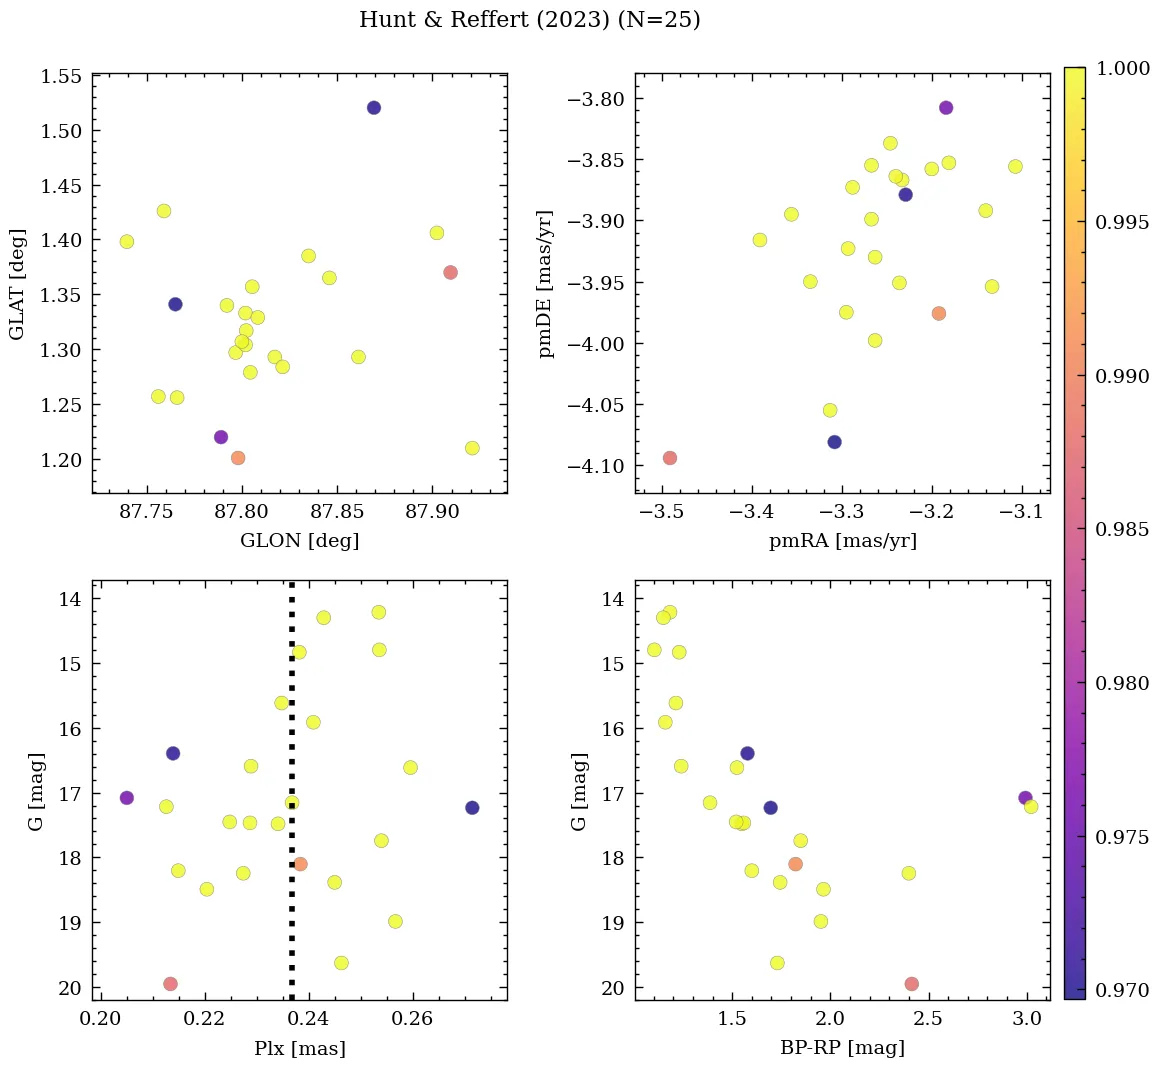 Hunt & Reffert (2023) (N=25)
1.55
1.50
1.45
1.40
1.35
1.30
1.25
1.20
GLAT [deg]
87.75 87.80 87.85 87.90
GLON [deg]
−3.80
−3.85
−3.90
−3.95
−4.00
−4.05
−4.10
pmDE [mas/yr]
−3.5 −3.4 −3.3 −3.2 −3.1
pmRA [mas/yr]
14
15
16
17
18
19
20
G [mag]
0.20 0.22 0.24 0.26
Plx [mas]
14
15
16
17
18
19
20
G [mag]
1.5 2.0 2.5 3.0
BP-RP [mag]
1.000
0.995
0.990
0.985
0.980
0.975
0.970